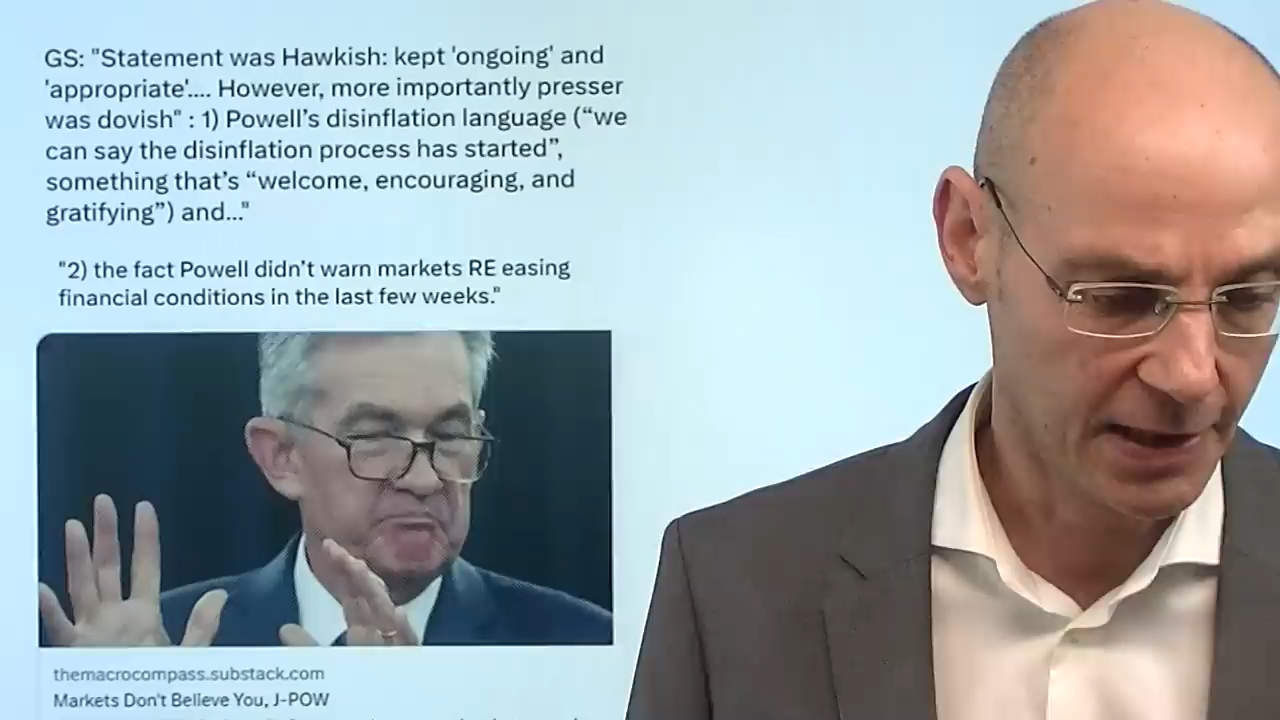 GS: "Statement was Hawkish: kept 'ongoing' and
'appropriate'.... However, more importantly presser
was dovish" : 1) Powell’s disinflation language (“we
can say the disinflation process has started”,
something that’s “welcome, encouraging, and
gratifying”) and..."
"2) the fact Powell didn’t warn markets RE easing
financial conditions in the last few weeks."
themacrocompass.substack.com
Markets Don't Believe You, J-POW